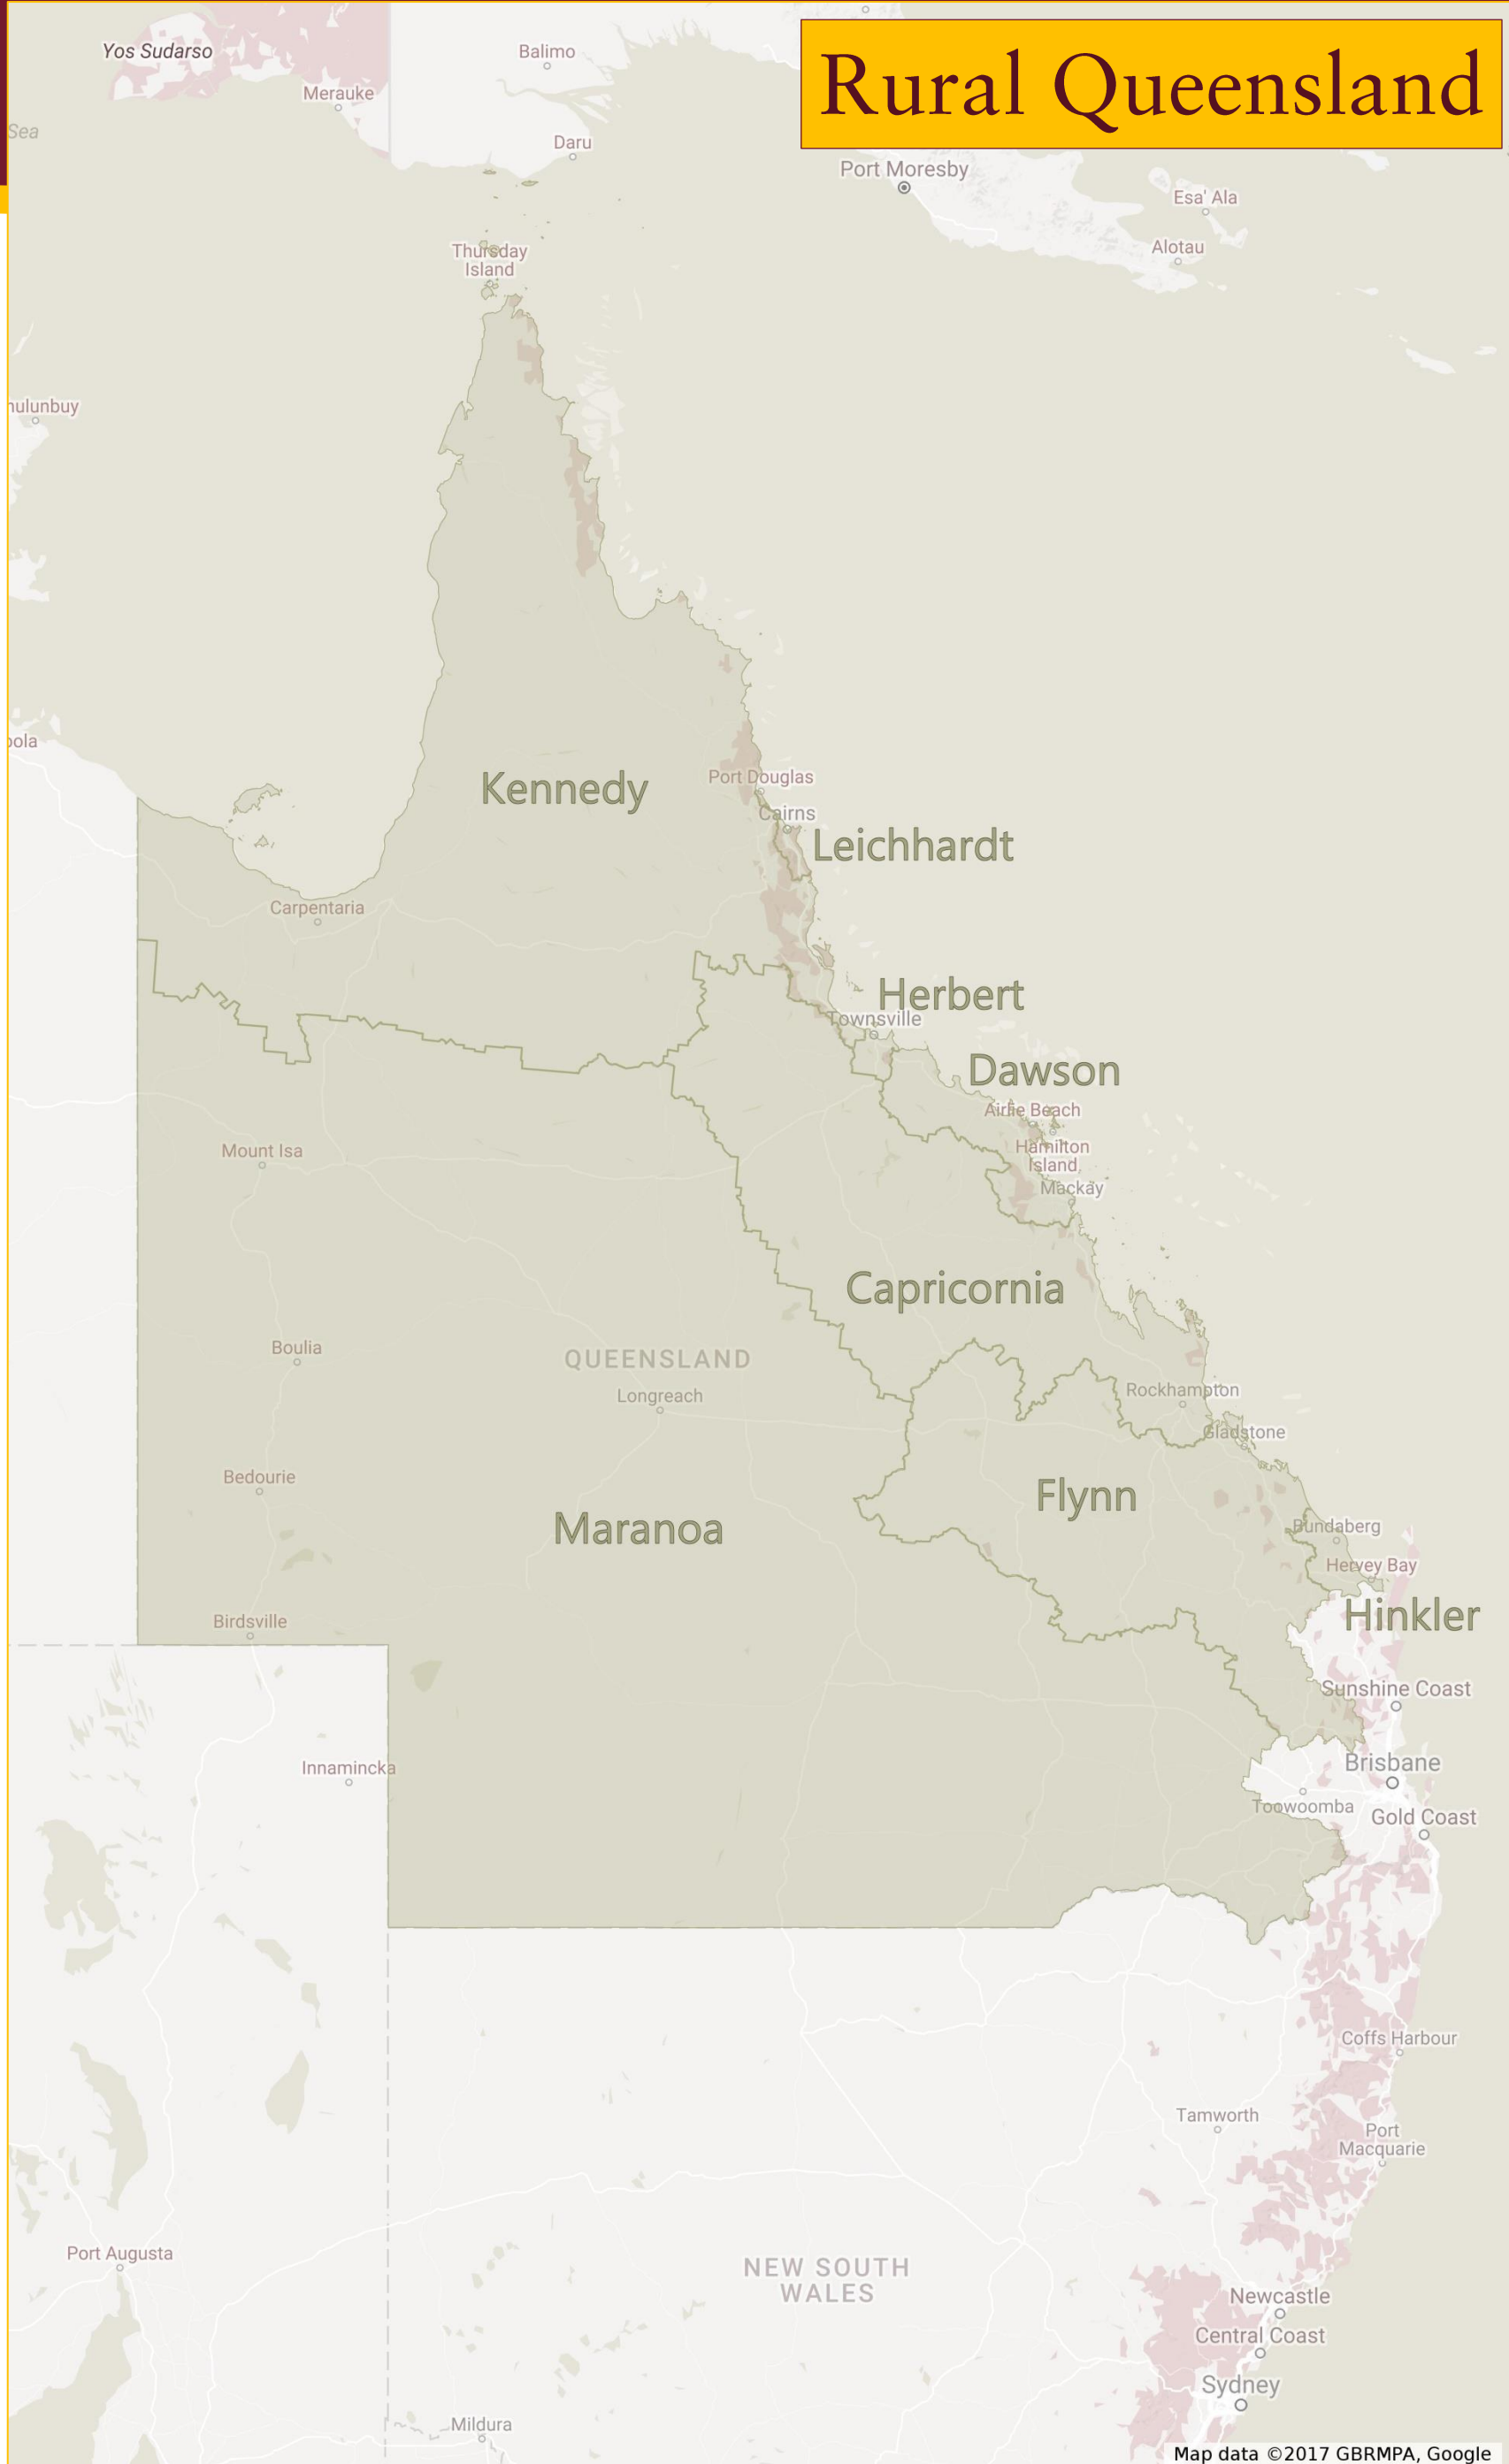 Rural Queensland
Yos Sudarso
Balimo
Merauke
Sea
Daru
Port Moresby
Esa' Ala
Alotau
Thursday
Island
Kennedy
Port Douglas
Cairns
Leichhardt
Carpentaria
Herbert
Townsville
Dawson
Airlie Beach
Hamilton
Island
Mackay
Mount Isa
Capricornia
Boulia
QUEENSLAND
Longreach
Rockhampton
Gladstone
Bedourie
Flynn
Maranoa
Bundaberg
Hervey Bay
Hinkler
Birdsville
Sunshine Coast
Innamincka
Brisbane
Toowoomba
Gold Coast
Coffs Harbour
Tamworth
Port
Macquarie
Port Augusta
NEW SOUTH
WALES
Newcastle
Central Coast
Sydney
Mildura
Map data ©2017 GBRMPA, Google